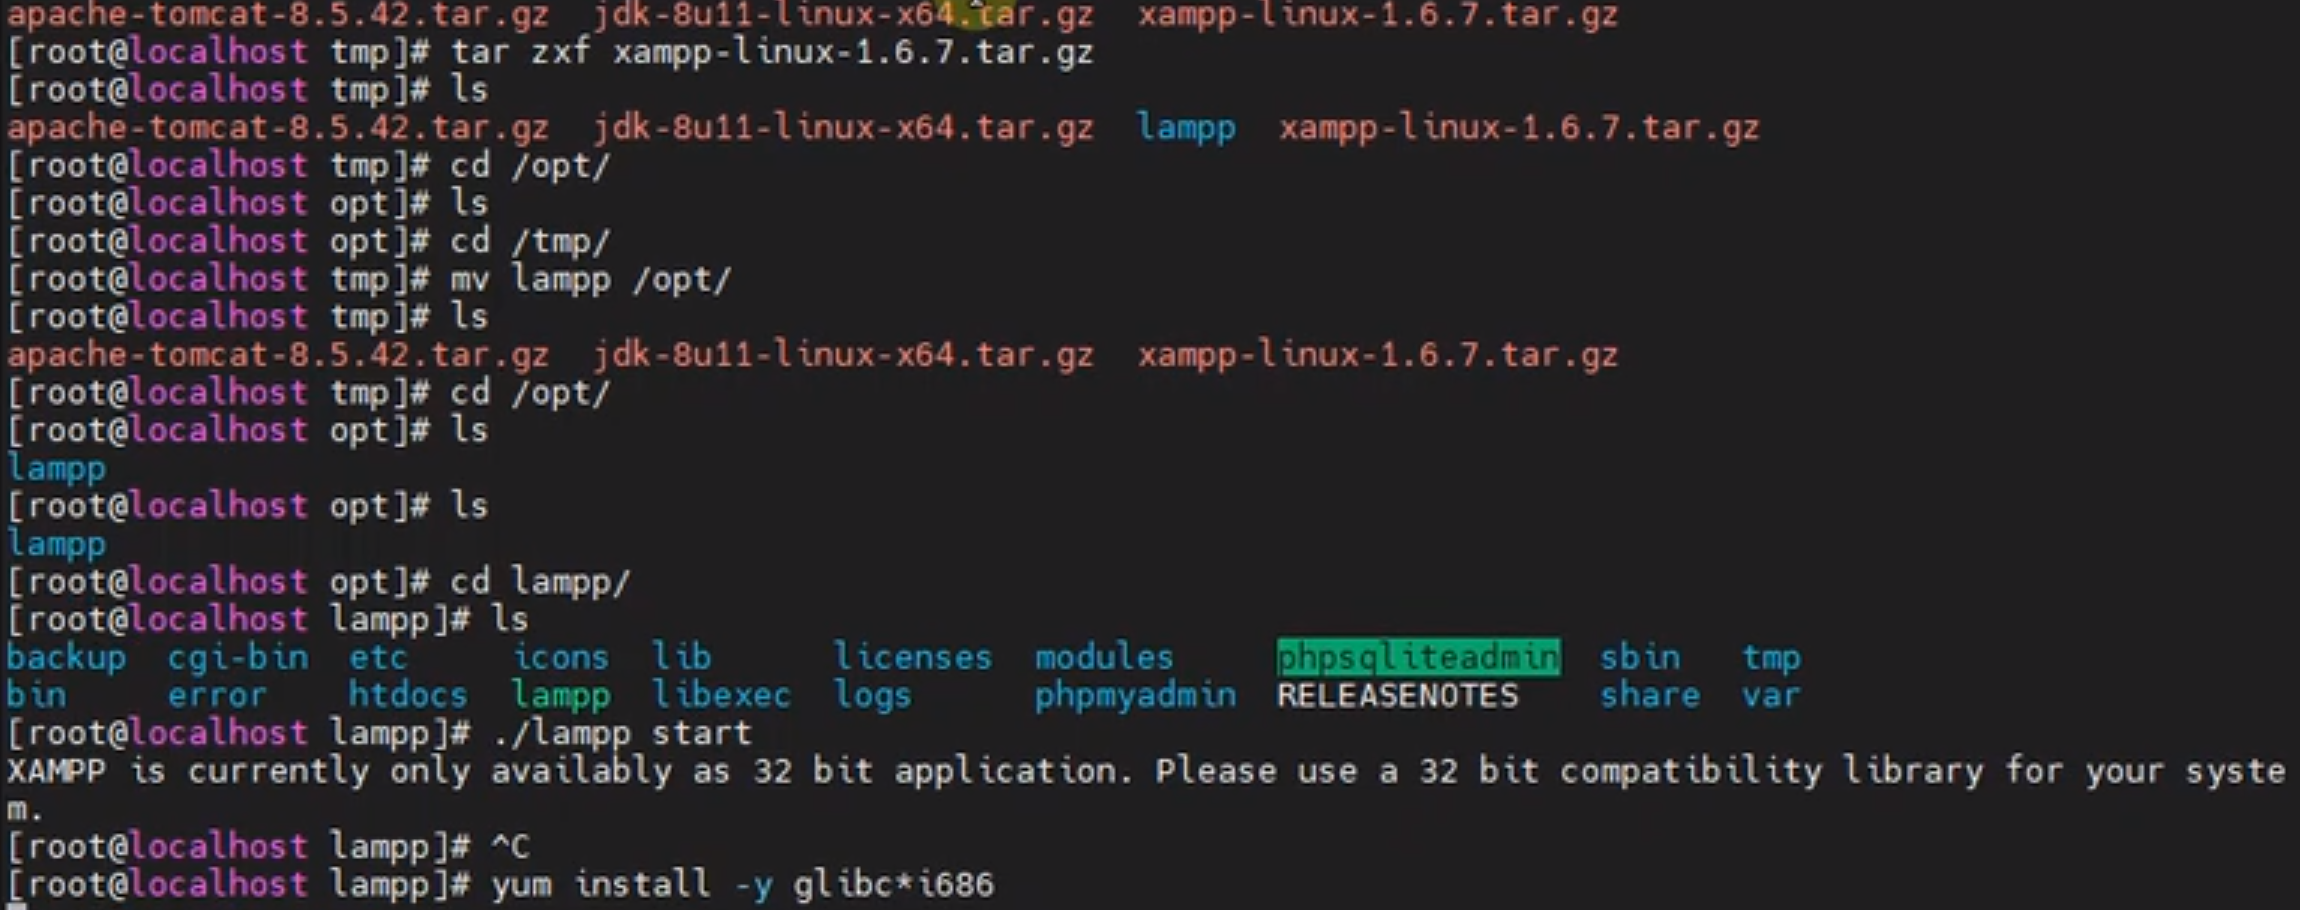 apache-tomcat-8.5.42.tar.gz  jdk-8u11-linux-x64.tar.gz  xampp-linux-1.6.7.tar.gz
[root@localhost tmp]# tar zxf xampp-linux-1.6.7.tar.gz
[root@localhost tmp]# ls
apache-tomcat-8.5.42.tar.gz  jdk-8u11-linux-x64.tar.gz  lampp  xampp-linux-1.6.7.tar.gz
[root@localhost tmp]# cd /opt/
[root@localhost opt]# ls
[root@localhost opt]# cd /tmp/
[root@localhost tmp]# mv lampp /opt/
[root@localhost tmp]# ls
apache-tomcat-8.5.42.tar.gz  jdk-8u11-linux-x64.tar.gz  xampp-linux-1.6.7.tar.gz
[root@localhost tmp]# cd /opt/
[root@localhost opt]# ls
lampp
[root@localhost opt]# ls
lampp
[root@localhost opt]# cd lampp/
[root@localhost lampp]# ls
backup  cgi-bin  etc     icons  lib      licenses  modules     phpsqliteadmin  sbin   tmp
bin     error    htdocs  lampp  libexec  logs      phpmyadmin  RELEASENOTES    share  var
[root@localhost lampp]# ./lampp start
XAMPP is currently only availably as 32 bit application. Please use a 32 bit compatibility library for your syste
m.
[root@localhost lampp]# ^C
[root@localhost lampp]# yum install -y glibc*i686